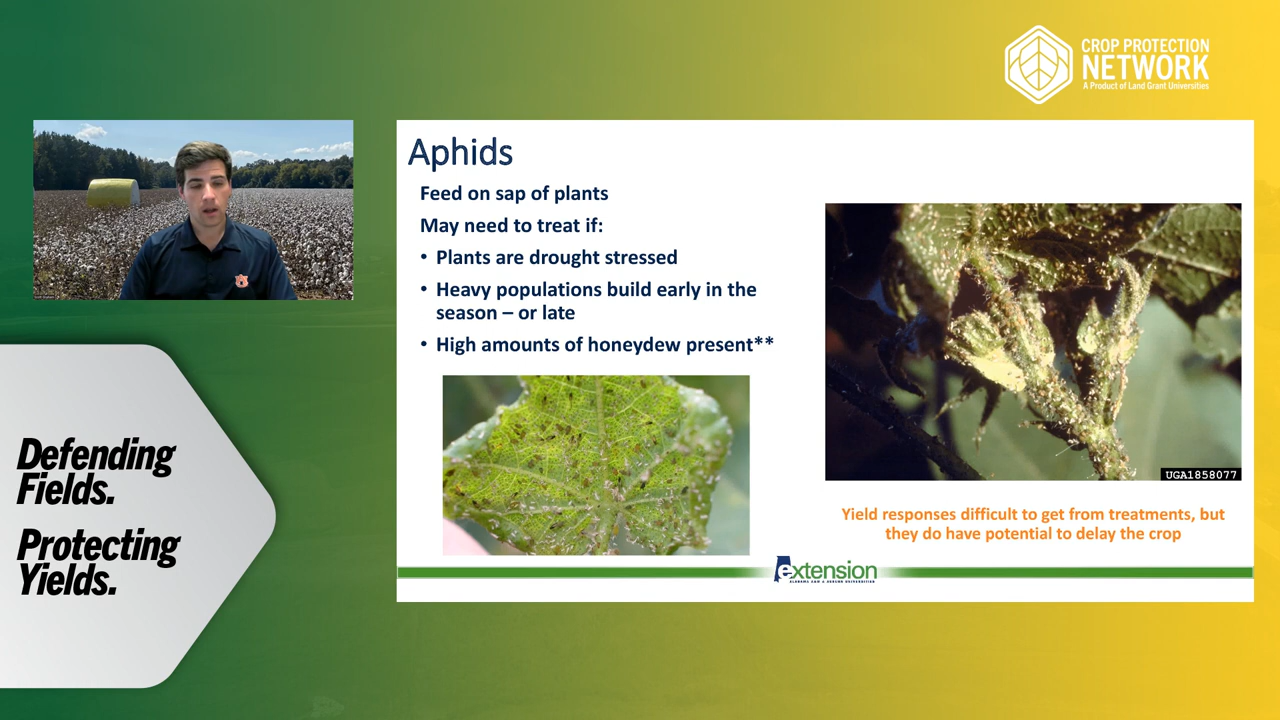 CROP PROTECTION
NETWORK
A Product of Land Grant Universities
Aphids
Feed on sap of plants
May need to treat if:
• Plants are drought stressed
• Heavy populations build early in the
season – or late
• High amounts of honeydew present**
UGA1858077
Yield responses difficult to get from treatments, but
they do have potential to delay the crop
extension
ALABAMA A&M & AUBURN UNIVERSITIES
Defending
Fields.
Protecting
Yields.